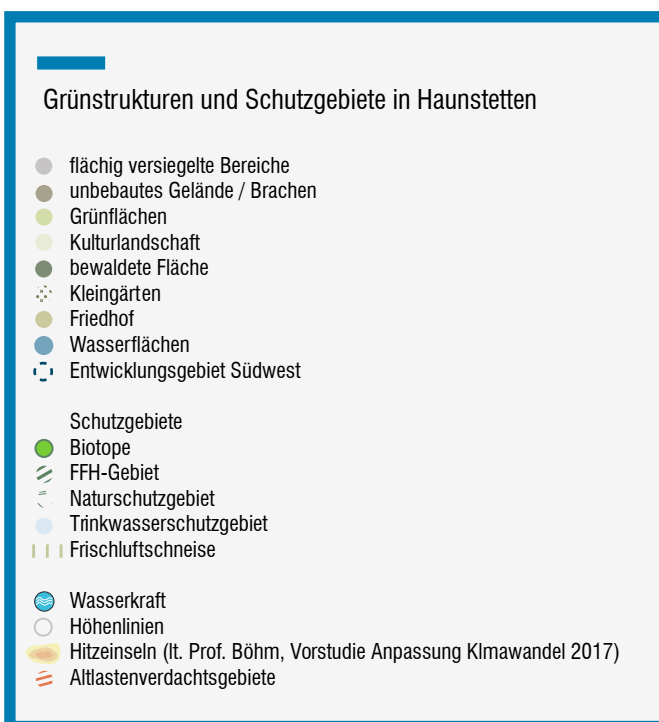 Grünstrukturen und Schutzgebiete in Haunstetten
flächig versiegelte Bereiche
unbebautes Gelände / Brachen
Grünflächen
Kulturlandschaft
bewaldete Fläche
Kleingärten
Friedhof
Wasserflächen
Entwicklungsgebiet Südwest
Schutzgebiete
Biotope
FFH-Gebiet
Naturschutzgebiet
Trinkwasserschutzgebiet
Frischluftschneise
Wasserkraft
Höhenlinien
Hitzeinseln (lt. Prof. Böhm, Vorstudie Anpassung Klmawandel 2017)
Altlastenverdachtsgebiete